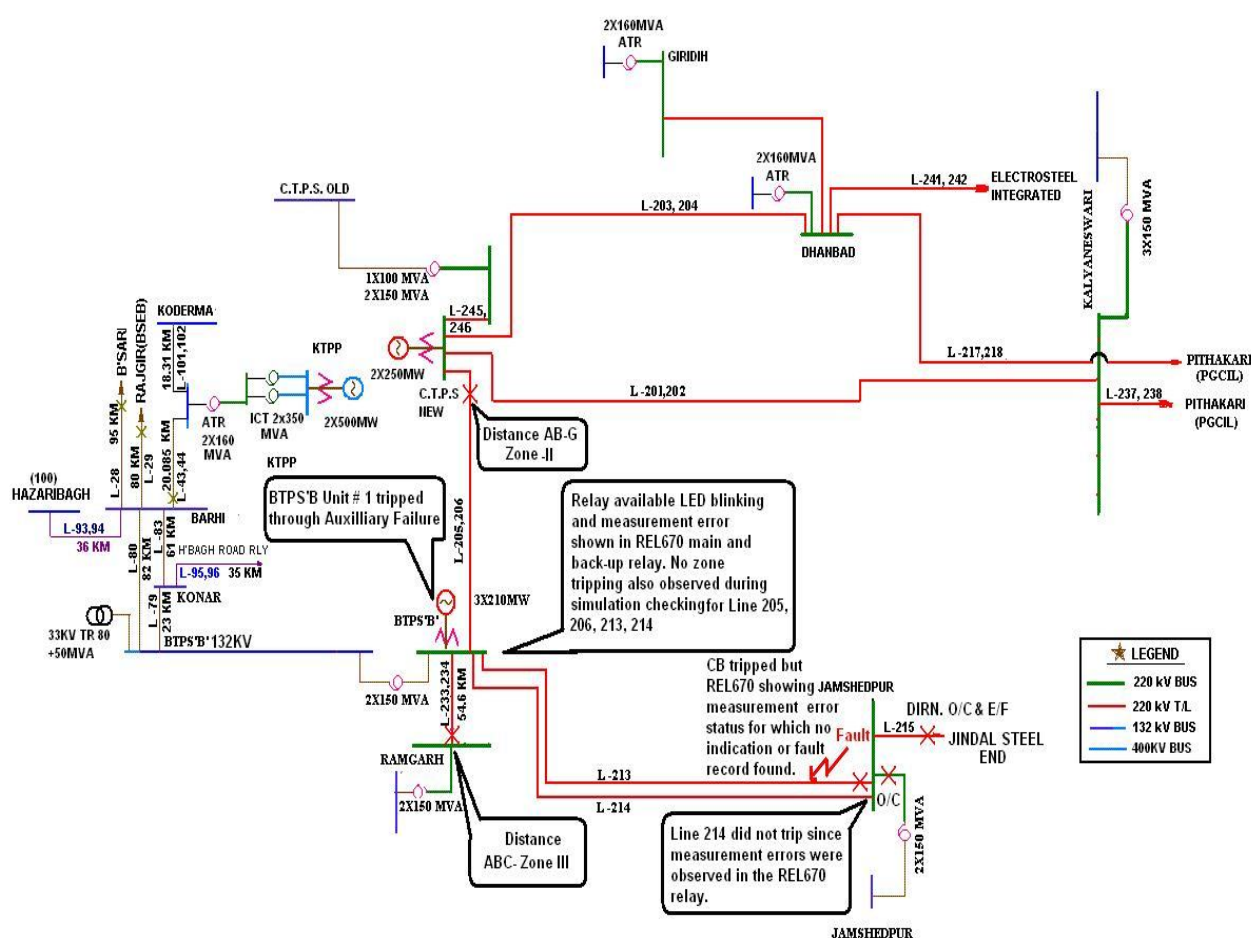 2X160MVA
ATR
GIRIDIH
2X160MVA
ATR
L-241, 242
ELECTROSTEEL
INTEGRATED
KALYANESWARI
3X150 MVA
C.T.P.S. OLD
L-203, 204
DHANBAD
1X100 MVA
2X150 MVA
L-245,
246
B'SARI
RAJGIR(BSEB)
KODERMA
18.31 KM
L-101,102
KTPP
2X250MW
C.T.P.S
NEW
L-217,218
PITHAKARI
(PGCIL)
L-201,202
L-237, 238
PITHAKARI
(PGCIL)
95 KM
80 KM
20.085 KM
L-28
L-29
L-43,44
ATR
2X160
MVA
ICT 2x350
MVA
2X500MW
KTPP
Distance AB-G
Zone -II
(100)
HAZARIBAGH
L-93,94
36 KM
BARHI
L-80
82 KM
L-83
61 KM
H'BAGH ROAD RLY
L-95,96 35 KM
KONAR
L-79
23 KM
33KV TR 80
+50MVA
BTPS'B' 132KV
BTPS'B Unit # 1 tripped
through Auxilliary Failure
L-205,206
Relay available LED blinking
and measurement error
shown in REL670 main and
back-up relay. No zone
tripping also observed during
simulation checkingfor Line 205,
206, 213, 214
3X210MW
BTPS'B'
2X150 MVA
L-233,234
54.6 KM
RAMGARH
2X150 MVA
Distance
ABC- Zone III
CB tripped but
REL670 showing
measurement error
status for which no
indication or fault
record found.
JAMSHEDPUR
Fault
DIRN. O/C & E/F
L-215
JINDAL STEEL
END
O/C
L -213
L -214
2X150 MVA
Line 214 did not trip since
measurement errors were
observed in the REL670
relay.
JAMSHEDPUR
LEGEND
220 kV BUS
220 kV T/L
132 kV BUS
400KV BUS